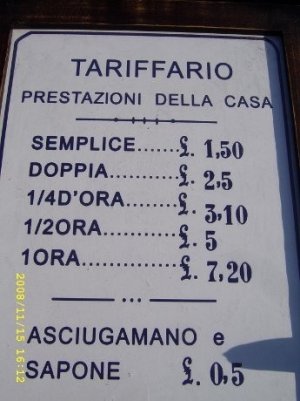 TARIFFARIO
PRESTAZIONI DELLA CASA
SEMPLICE.......£. 1,50
DOPPIA.........£. 2,5
1/4D'ORA.......£. 3,10
1/2ORA.........£. 5
1ORA............£. 7,20
...
ASCIUGAMANO e
SAPONE £. 0,5
2008/11/15 16:12